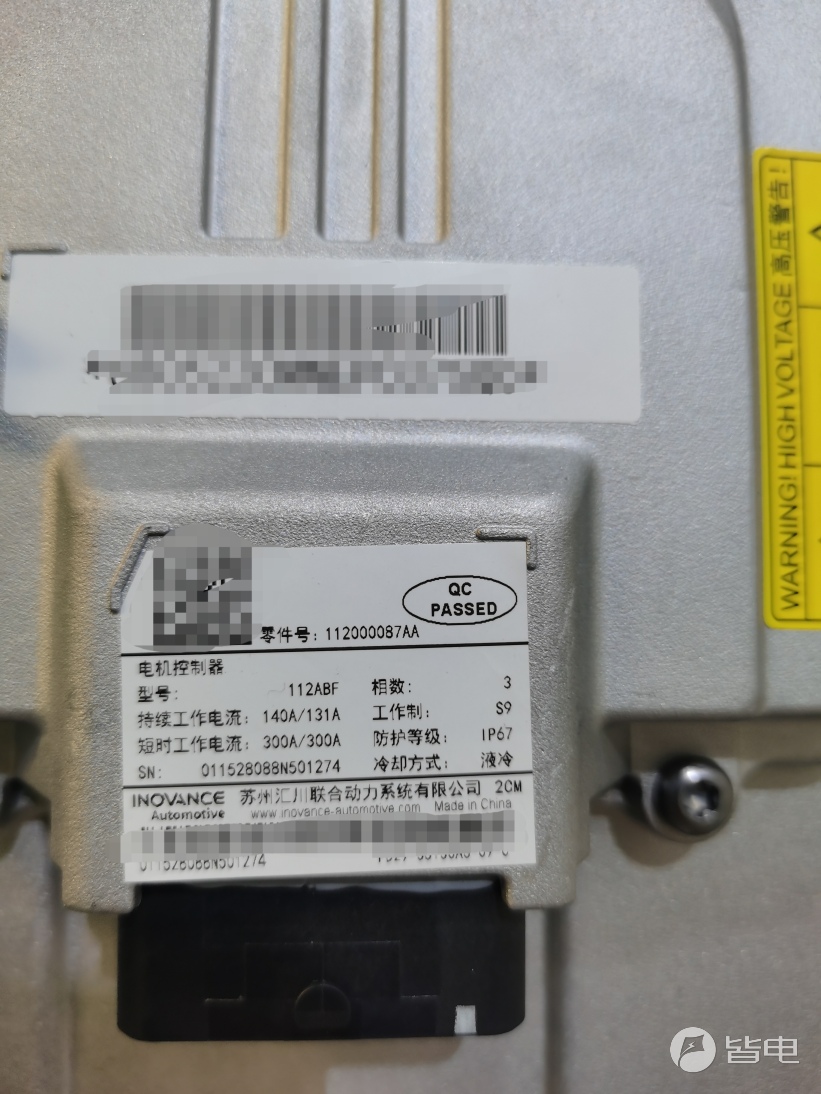 WARNING! HIGH VOLTAGE 高压警告!
QC
PASSED
零件号: 112000087AA
电机控制器
型号: 112ABF 相数: 3
持续工作电流: 140A/131A 工作制: S9
短时工作电流: 300A/300A 防护等级: IP67
SN: 011528088N501274 冷却方式: 液冷
INOVANCE 苏州汇川联合动力系统有限公司 2CM
Automotive www.inovance-automotive.com Made in China
011528088N501274
皆电